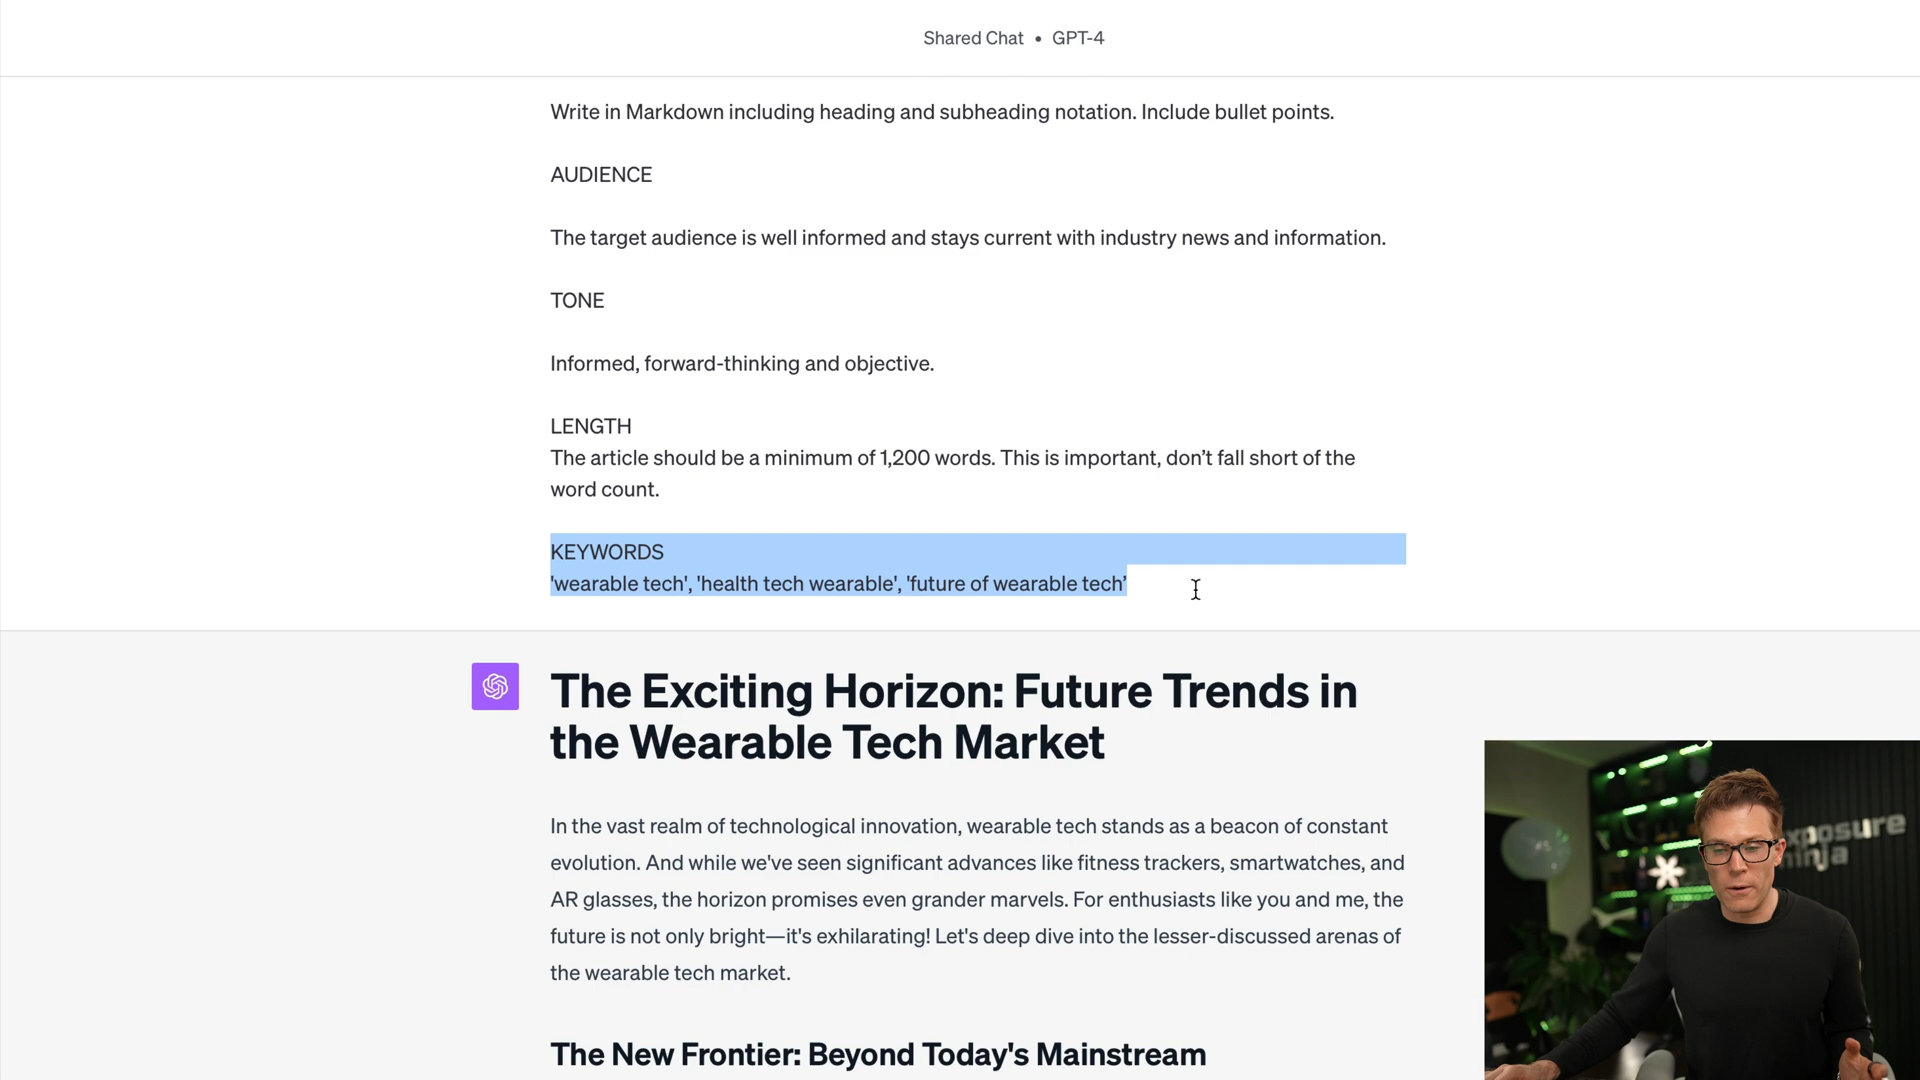 Shared Chat • GPT-4
Write in Markdown including heading and subheading notation. Include bullet points.
AUDIENCE
The target audience is well informed and stays current with industry news and information.
TONE
Informed, forward-thinking and objective.
LENGTH
The article should be a minimum of 1,200 words. This is important, don’t fall short of the
word count.
KEYWORDS
'wearable tech', 'health tech wearable', 'future of wearable tech’
The Exciting Horizon: Future Trends in
the Wearable Tech Market
In the vast realm of technological innovation, wearable tech stands as a beacon of constant
evolution. And while we've seen significant advances like fitness trackers, smartwatches, and
AR glasses, the horizon promises even grander marvels. For enthusiasts like you and me, the
future is not only bright—it's exhilarating! Let's deep dive into the lesser-discussed arenas of
the wearable tech market.
The New Frontier: Beyond Today's Mainstream
exposure
ninja